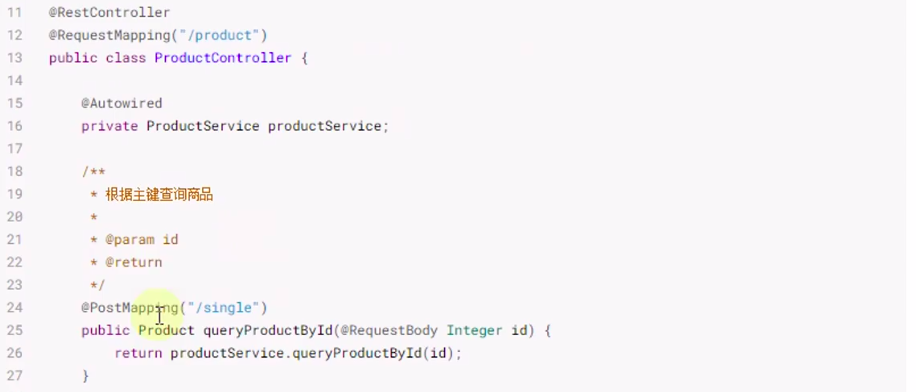 11 @RestController
12 @RequestMapping("/product")
13 public class ProductController {
14
15 @Autowired
16 private ProductService productService;
17
18 /**
19 * 根据主键查询商品
20 *
21 * @param id
22 * @return
23 */
24 @PostMapping("/single")
25 public Product queryProductById(@RequestBody Integer id) {
26 return productService.queryProductById(id);
27 }